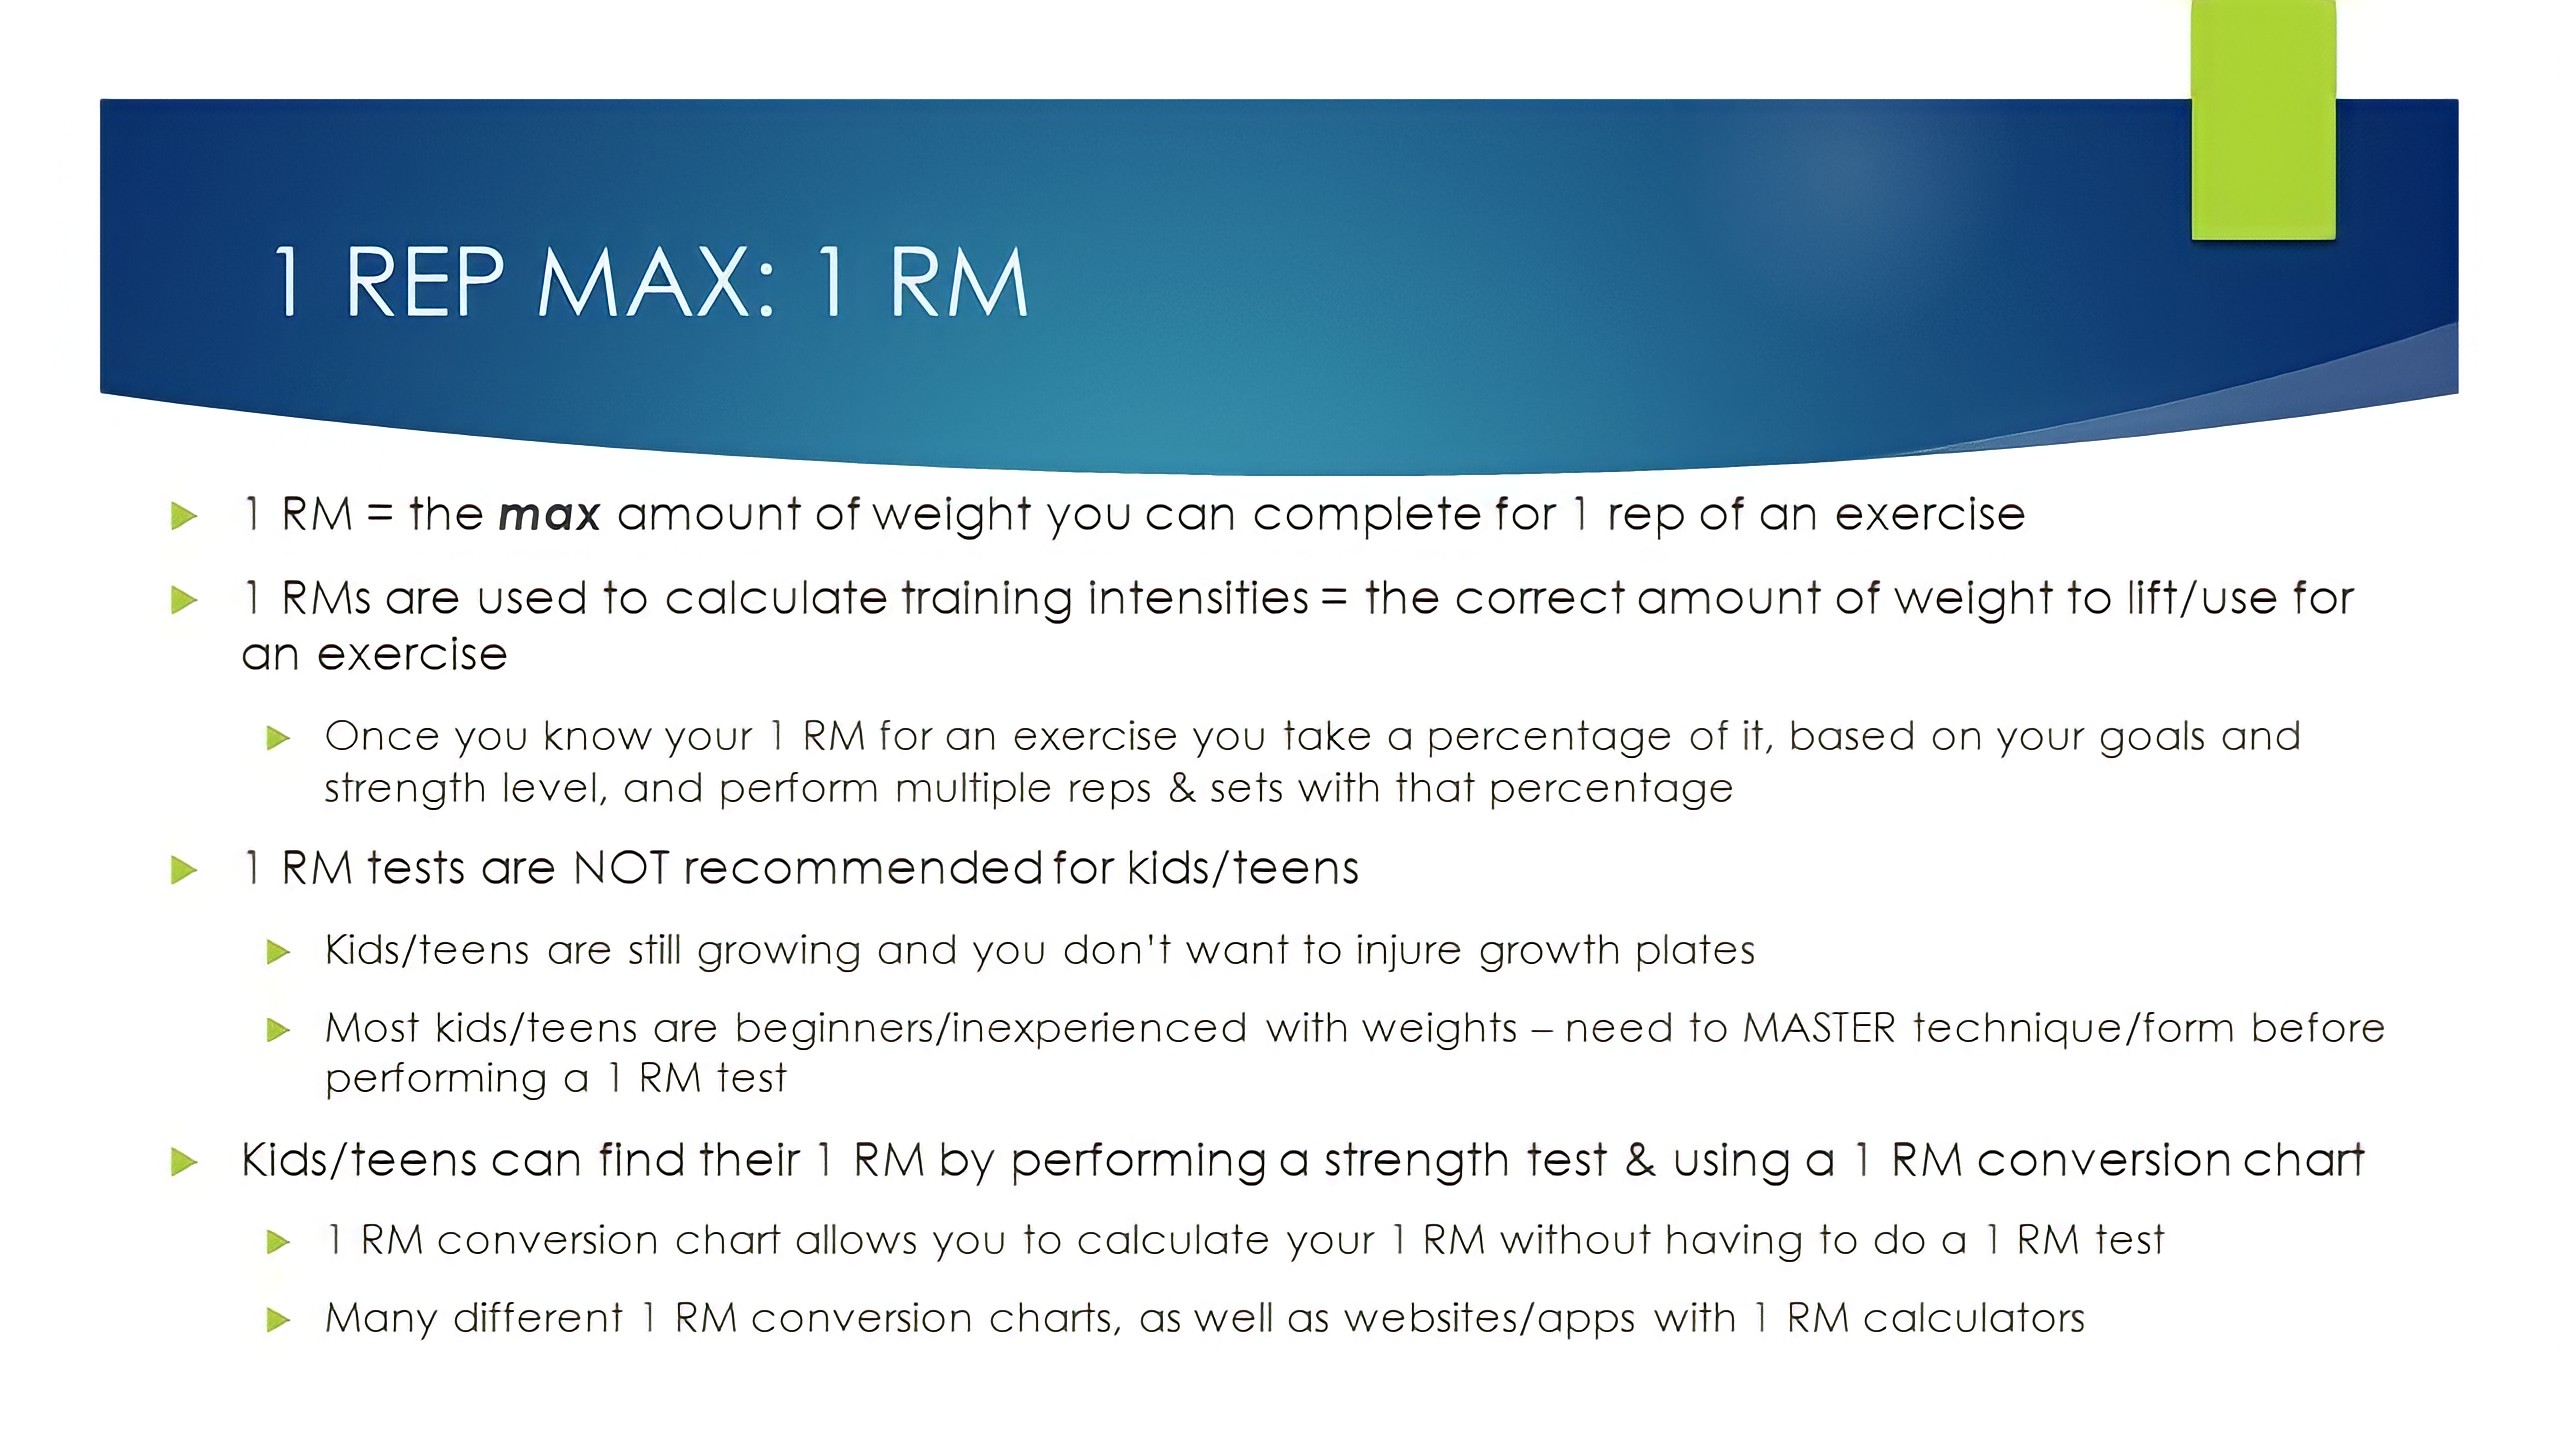 1 REP MAX: 1 RM
1 RM = the max amount of weight you can complete for 1 rep of an exercise
1 RMs are used to calculate training intensities = the correct amount of weight to lift/use for
an exercise
Once you know your 1 RM for an exercise you take a percentage of it, based on your goals and
strength level, and perform multiple reps & sets with that percentage
1 RM tests are NOT recommended for kids/teens
Kids/teens are still growing and you don't want to injure growth plates
Most kids/teens are beginners/inexperienced with weights – need to MASTER technique/form before
performing a 1 RM test
Kids/teens can find their 1 RM by performing a strength test & using a 1 RM conversion chart
1 RM conversion chart allows you to calculate your 1 RM without having to do a 1 RM test
Many different 1 RM conversion charts, as well as websites/apps with 1 RM calculators